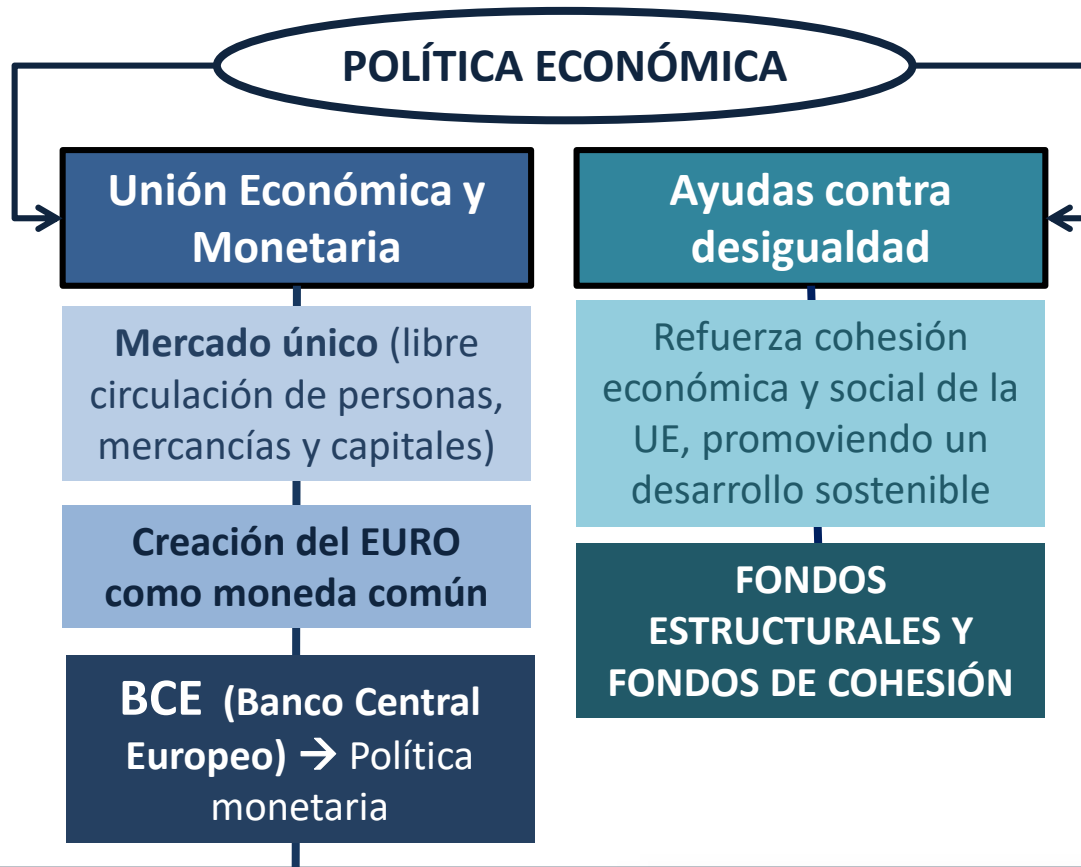 POLÍTICA ECONÓMICA
Unión Económica y
Monetaria
Mercado único (libre
circulación de personas,
mercancías y capitales)
Creación del EURO
como moneda común
BCE (Banco Central
Europeo) → Política
monetaria
Ayudas contra
desigualdad
Refuerza cohesión
económica y social de la
UE, promoviendo un
desarrollo sostenible
FONDOS
ESTRUCTURALES Y
FONDOS DE COHESIÓN